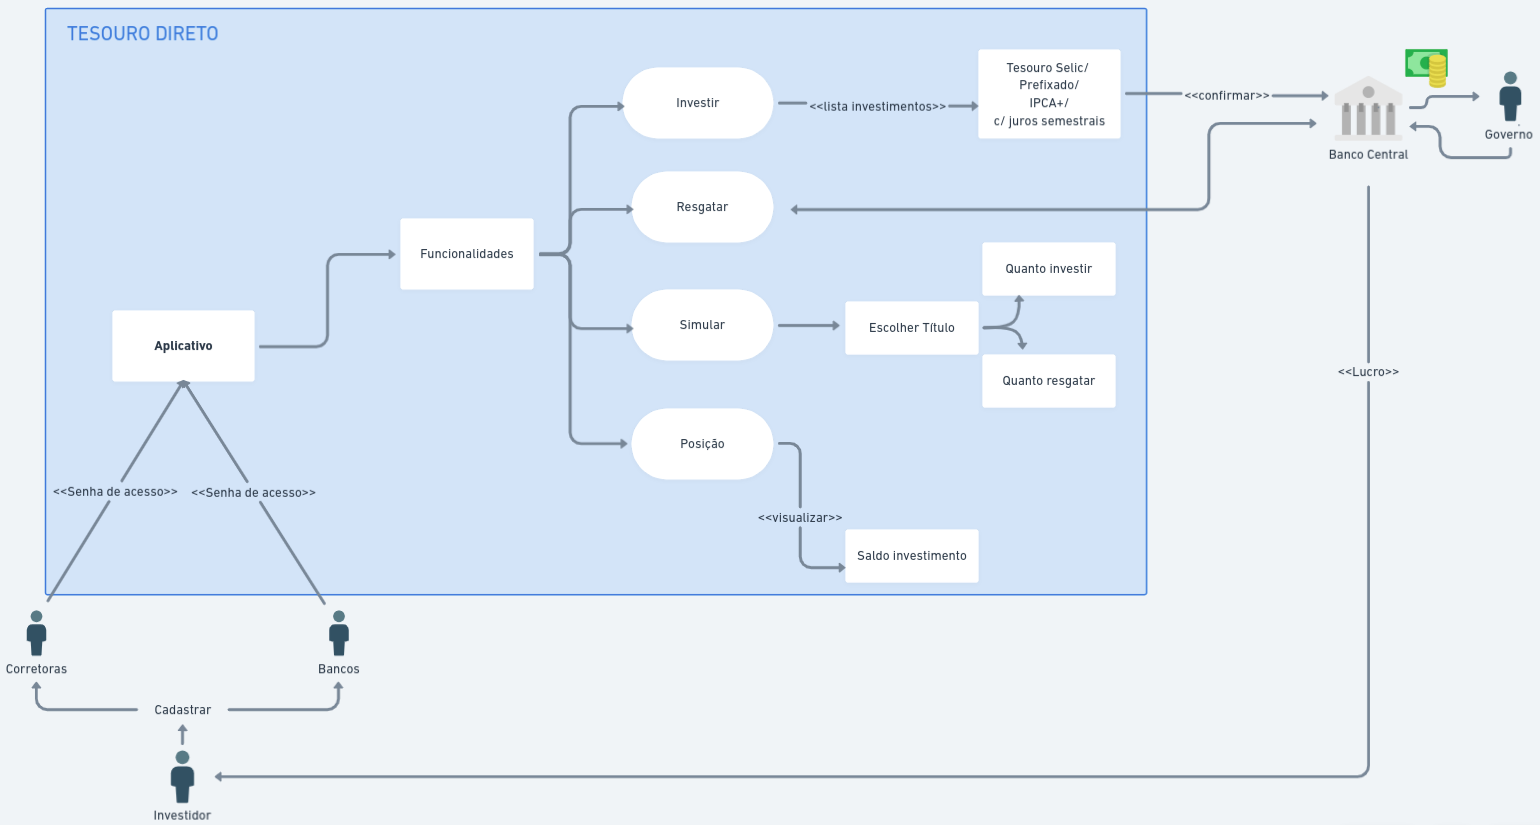 TESOURO DIRETO
Investir
<<lista investimentos>>
Tesouro Selic/
Prefixado/
IPCA+/
c/ juros semestrais
<<confirmar>>
Banco Central
Governo
Resgatar
Funcionalidades
Quanto investir
Simular
Escolher Título
Aplicativo
Quanto resgatar
<<Lucro>>
Posição
<<Senha de acesso>>
<<Senha de acesso>>
<<visualizar>>
Saldo investimento
Corretoras
Bancos
Cadastrar
Investidor